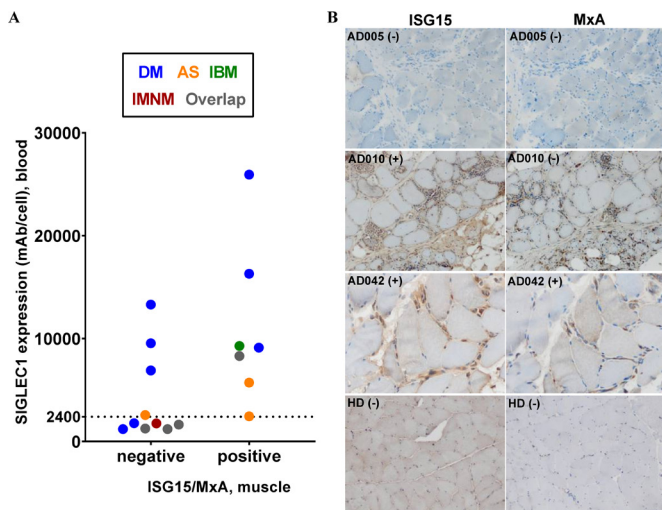 A
DM AS IBM
IMNM Overlap
SIGLEC1 expression (mAb/cell), blood
30000
20000
10000
2400
0
negative positive
ISG15/MxA, muscle
B
ISG15 MxA
AD005 (-) AD005 (-)
AD010 (+) AD010 (-)
AD042 (+) AD042 (+)
HD (-) HD (-)